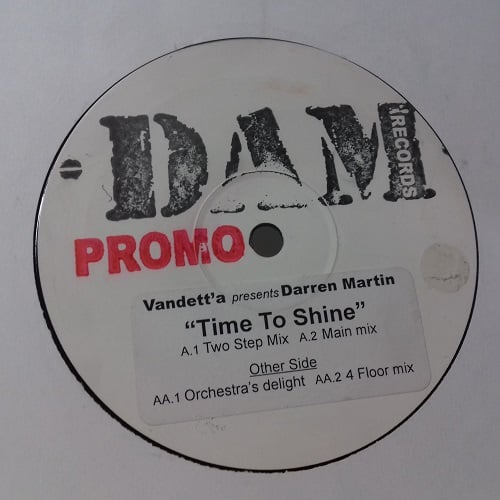 DAM
RECORDS
PROMO
Vandett'a presents Darren Martin
“Time To Shine”
A.1 Two Step Mix A.2 Main mix
Other Side
AA.1 Orchestra's delight AA.2 4 Floor mix